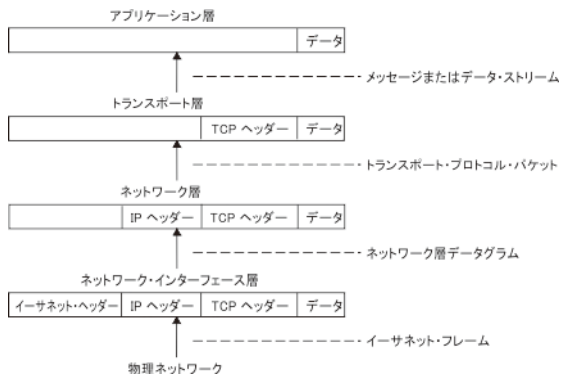 アプリケーション層
データ
メッセージまたはデータ・ストリーム
トランスポート層
TCP ヘッダー データ
トランスポート・プロトコル・パケット
ネットワーク層
IP ヘッダー TCP ヘッダー データ
ネットワーク層データグラム
ネットワーク・インターフェース層
イーサネット・ヘッダー IP ヘッダー TCP ヘッダー データ
イーサネット・フレーム
物理ネットワーク